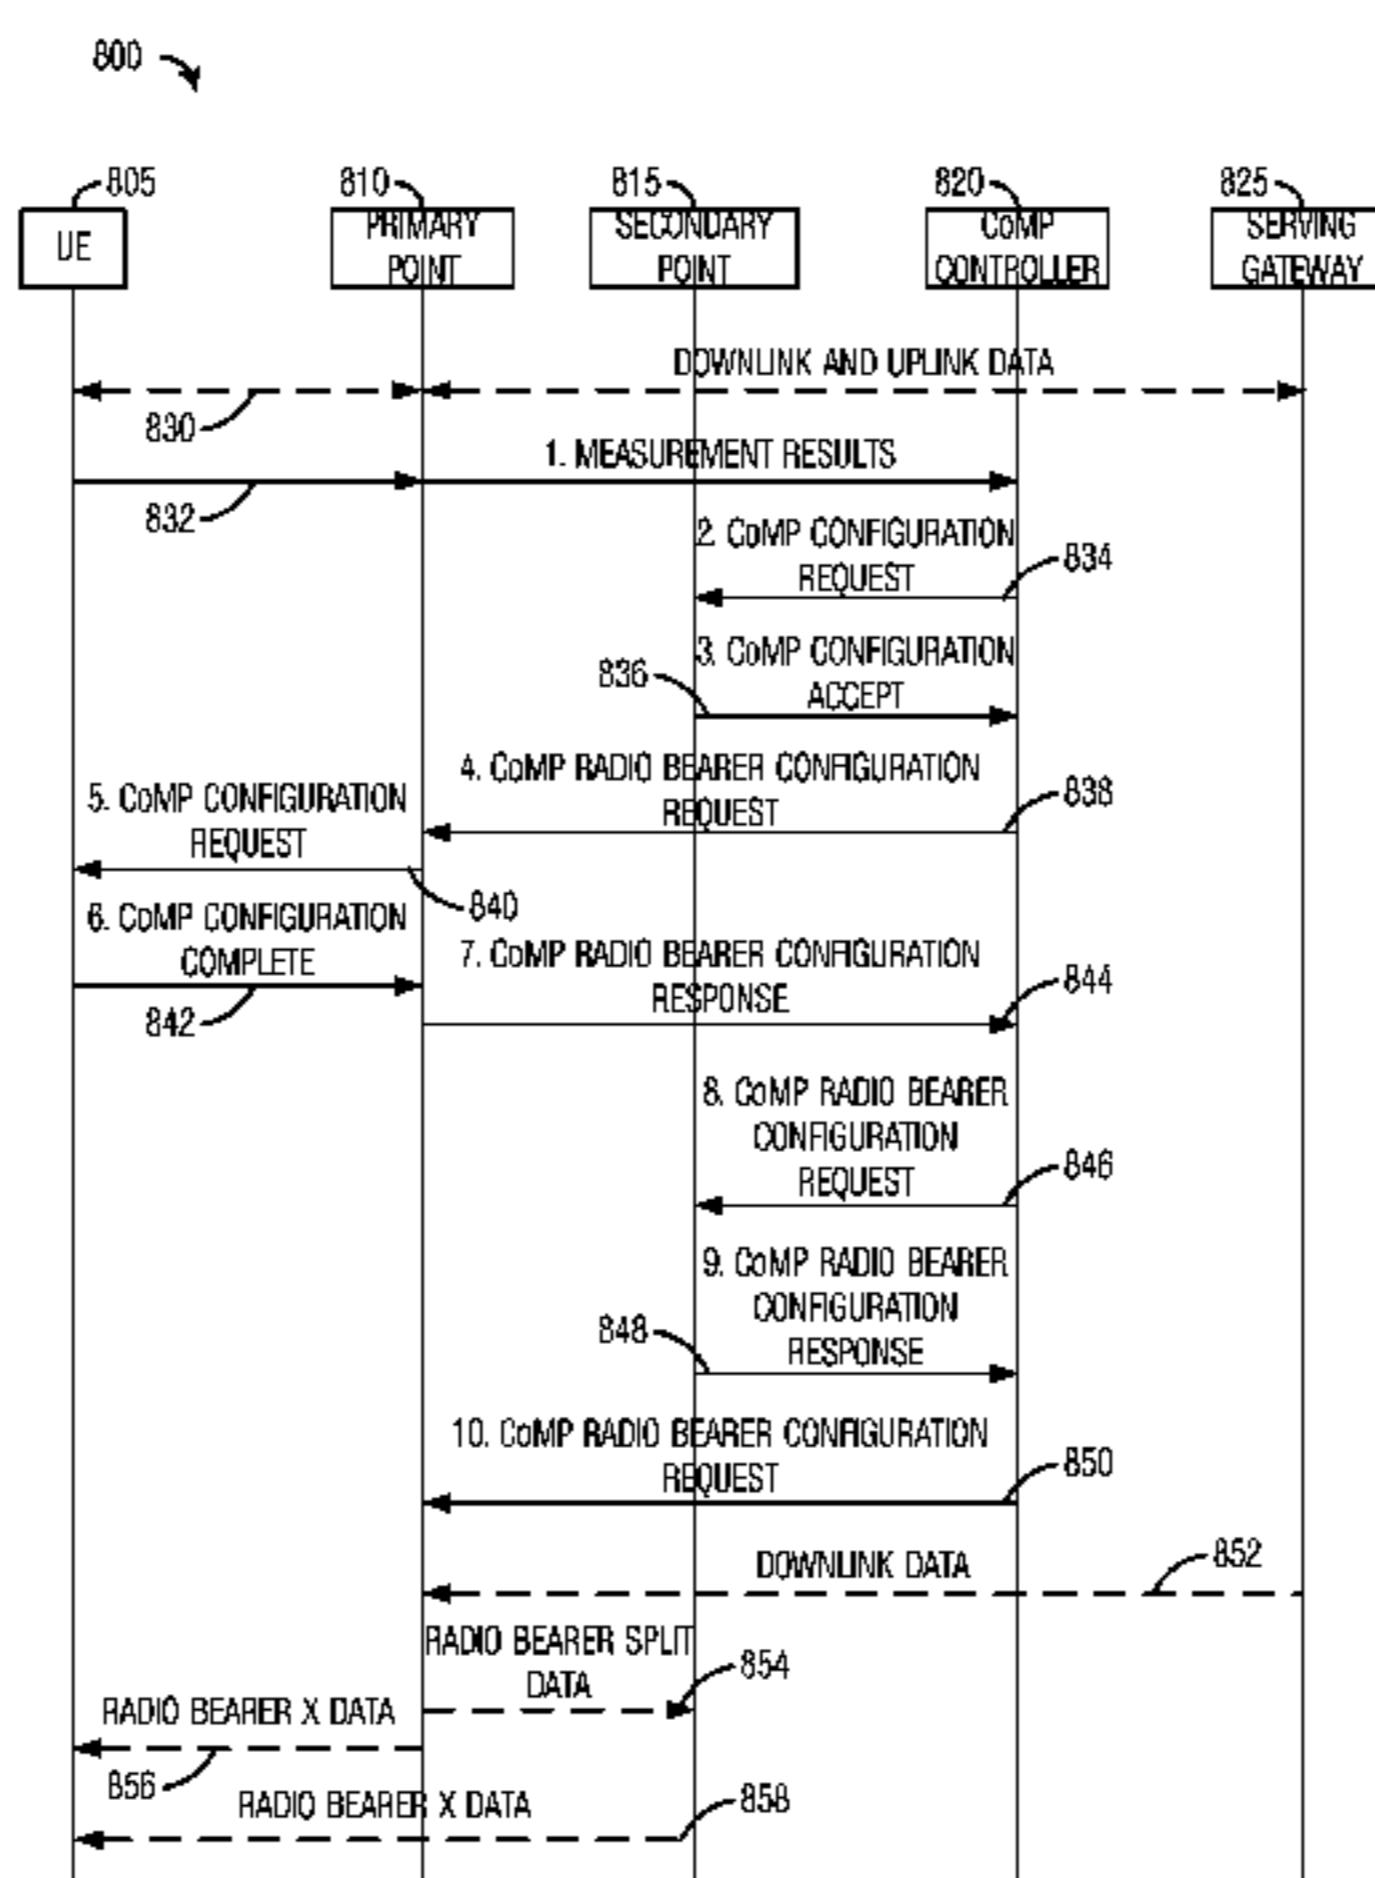 800
805
810
815
820
825
UE
PRIMARY
POINT
SECONDARY
POINT
CoMP
CONTROLLER
SERVING
GATEWAY
DOWNLINK AND UPLINK DATA
830
1. MEASUREMENT RESULTS
832
2. CoMP CONFIGURATION
REQUEST
834
3. CoMP CONFIGURATION
ACCEPT
836
4. CoMP RADIO BEARER CONFIGURATION
REQUEST
838
5. CoMP CONFIGURATION
REQUEST
840
6. CoMP CONFIGURATION
COMPLETE
842
7. CoMP RADIO BEARER CONFIGURATION
RESPONSE
844
8. CoMP RADIO BEARER
CONFIGURATION
REQUEST
846
9. CoMP RADIO BEARER
CONFIGURATION
RESPONSE
848
10. CoMP RADIO BEARER CONFIGURATION
REQUEST
850
DOWNLINK DATA
852
RADIO BEARER SPLIT
DATA
854
RADIO BEARER X DATA
856
RADIO BEARER X DATA
858